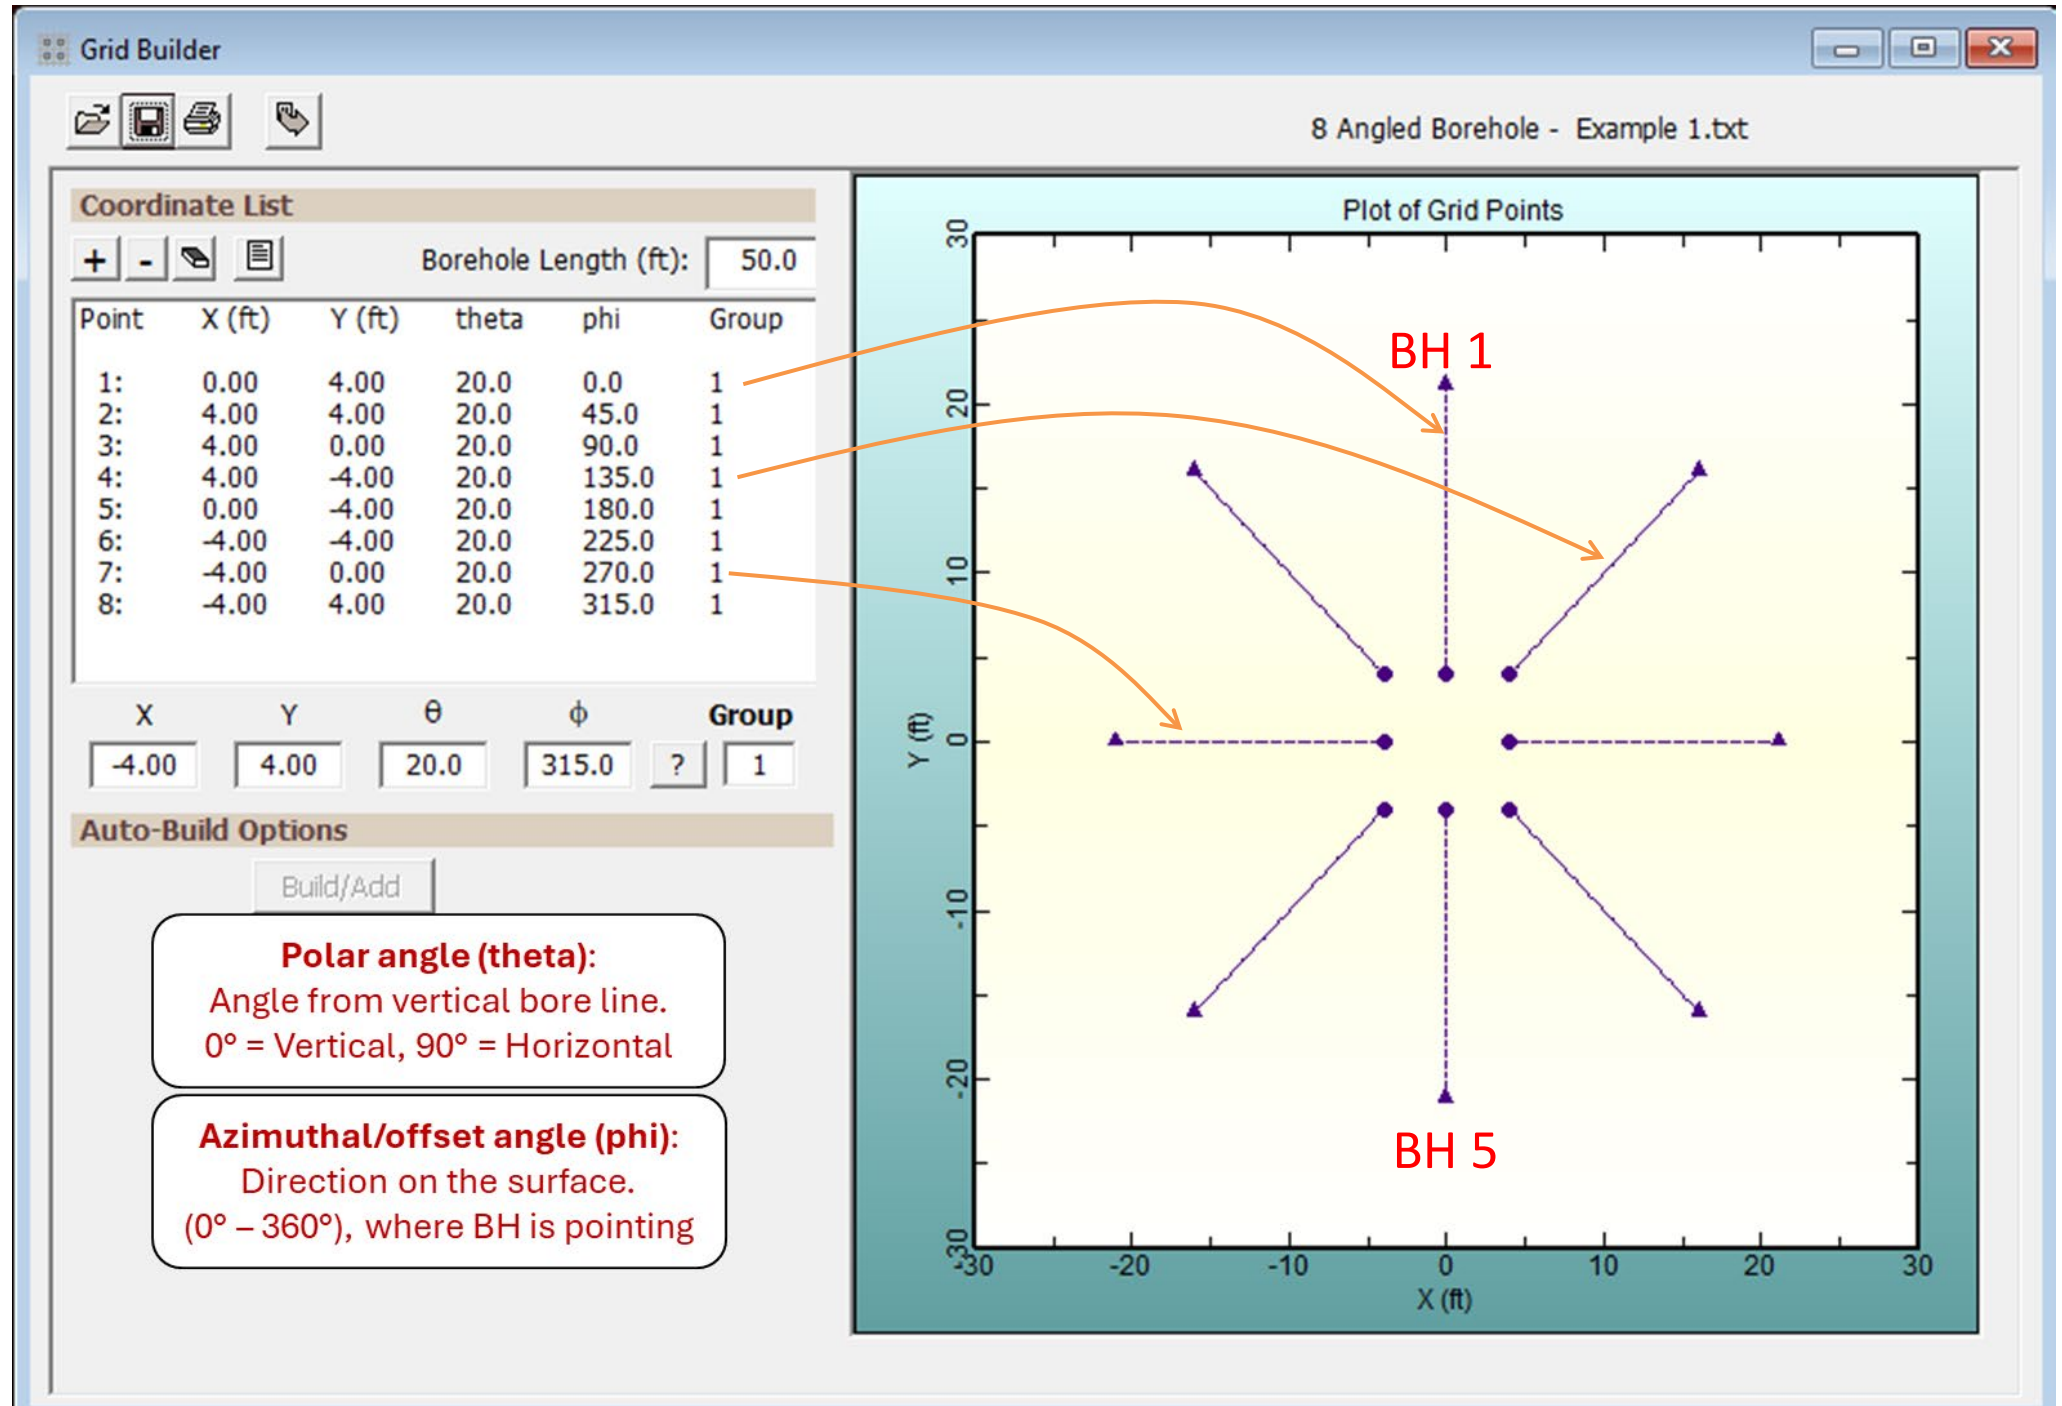 Grid Builder
8 Angled Borehole - Example 1.txt
Coordinate List
+ - Borehole Length (ft): 50.0
Point X (ft) Y (ft) theta phi Group
1: 0.00 4.00 20.0 0.0 1
2: 4.00 4.00 20.0 45.0 1
3: 4.00 0.00 20.0 90.0 1
4: 4.00 -4.00 20.0 135.0 1
5: 0.00 -4.00 20.0 180.0 1
6: -4.00 -4.00 20.0 225.0 1
7: -4.00 0.00 20.0 270.0 1
8: -4.00 4.00 20.0 315.0 1
X Y θ ϕ Group
-4.00 4.00 20.0 315.0 ? 1
Auto-Build Options
Build/Add
Polar angle (theta):
Angle from vertical bore line.
0° = Vertical, 90° = Horizontal
Azimuthal/offset angle (phi):
Direction on the surface.
(0° – 360°), where BH is pointing
Plot of Grid Points
BH 1
BH 5
30
20
10
0
-10
-20
-30
Y (ft)
-30 -20 -10 0 10 20 30
X (ft)